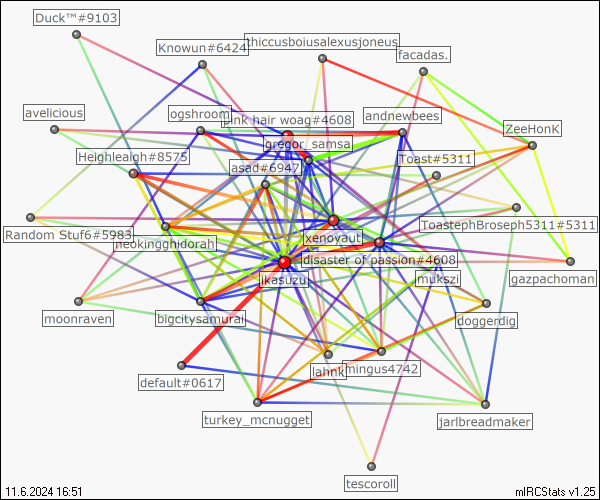 Duck™#9103
Knowun#6424
thiccusboiusalexusjoneus
facadas.
avelicious
ogshroom
pink hair woag#4608
andnewbees
ZeeHonK
gregor_samsa
Heighleaigh#8575
asad#6947
Toast#5311
Random Stuf6#5983
neokingghidorah
xenoyaut
ToastephBroseph5311#5311
disaster of passion#4608
ikasuzu
mukszi
gazpachoman
moonraven
bigcitysamurai
doggerdig
default#0617
lahnk
mingus4742
turkey_mcnugget
jarlbreadmaker
tescoroll
11.6.2024 16:51
mIRCStats v1.25